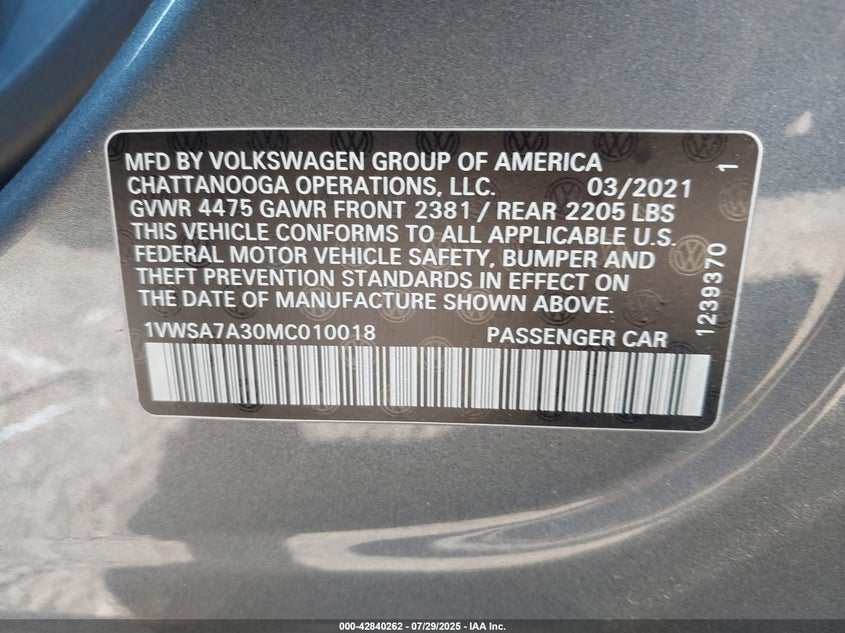 MFD BY VOLKSWAGEN GROUP OF AMERICA
CHATTANOOGA OPERATIONS, LLC. 03/2021
GVWR 4475 GAWR FRONT 2381 / REAR 2205 LBS
THIS VEHICLE CONFORMS TO ALL APPLICABLE U.S.
FEDERAL MOTOR VEHICLE SAFETY, BUMPER AND
THEFT PREVENTION STANDARDS IN EFFECT ON
THE DATE OF MANUFACTURE SHOWN ABOVE.
1VWSA7A30MC010018 PASSENGER CAR
1239370 1
000-42840262 - 07/29/2025 - IAA Inc.